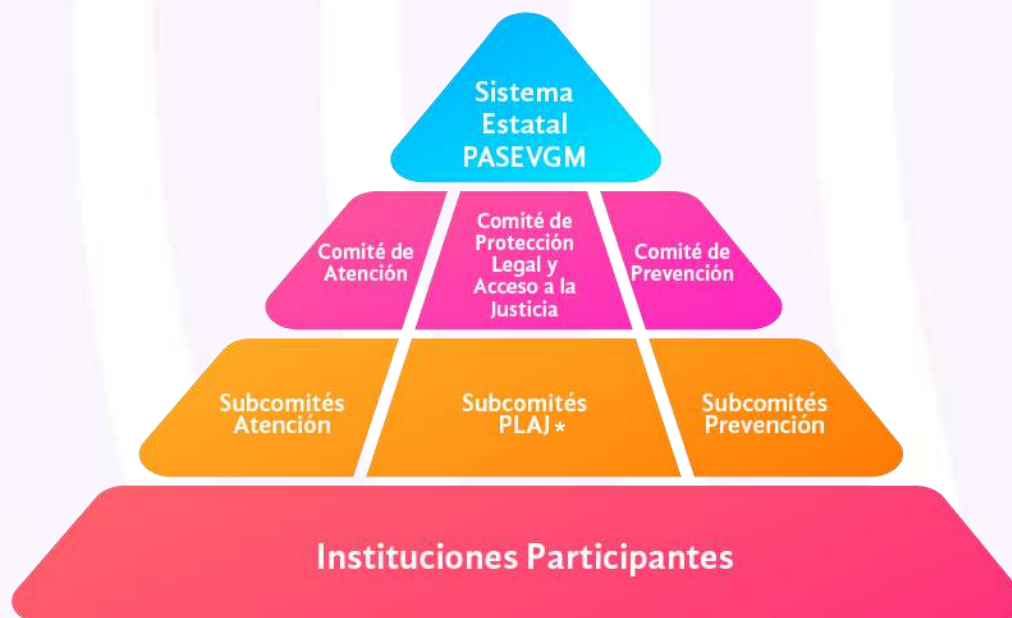 Sistema
Estatal
PASEVGM
Comité de
Atención
Comité de
Protección
Legal y
Acceso a la
Justicia
Comité de
Prevención
Subcomités
Atención
Subcomités
PLAJ *
Subcomités
Prevención
Instituciones Participantes